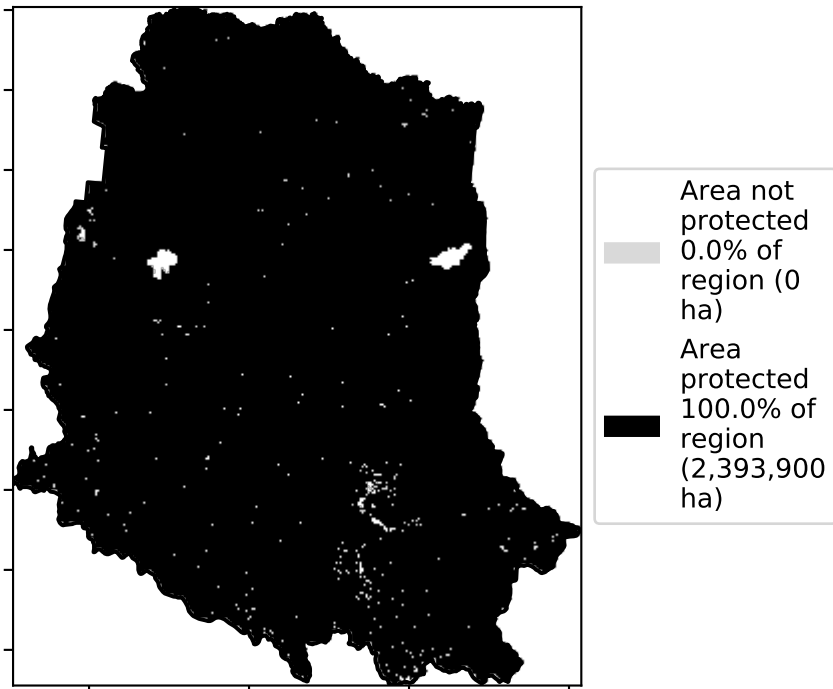 Area not
protected
0.0% of
region (0
ha)
Area
protected
100.0% of
region
(2,393,900
ha)